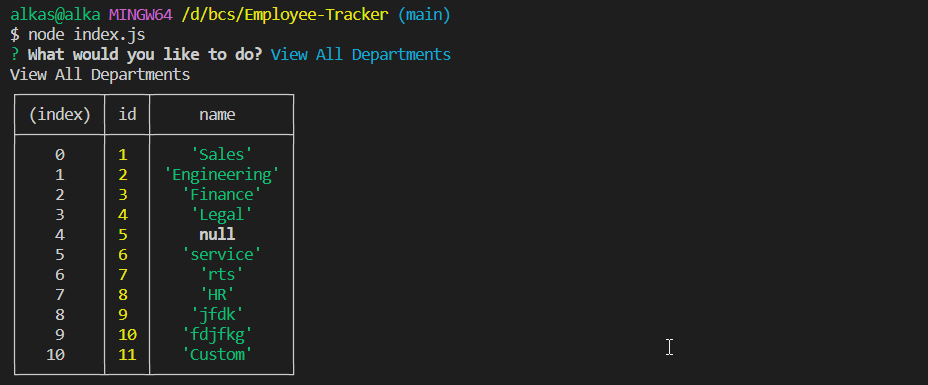 alkas@alka MINGW64 /d/bcs/Employee-Tracker (main)
$ node index.js
? What would you like to do? View All Departments
View All Departments
(index) id name
0 1 'Sales'
1 2 'Engineering'
2 3 'Finance'
3 4 'Legal'
4 5 null
5 6 'service'
6 7 'rts'
7 8 'HR'
8 9 'jfdk'
9 10 'fdjfkg'
10 11 'Custom'